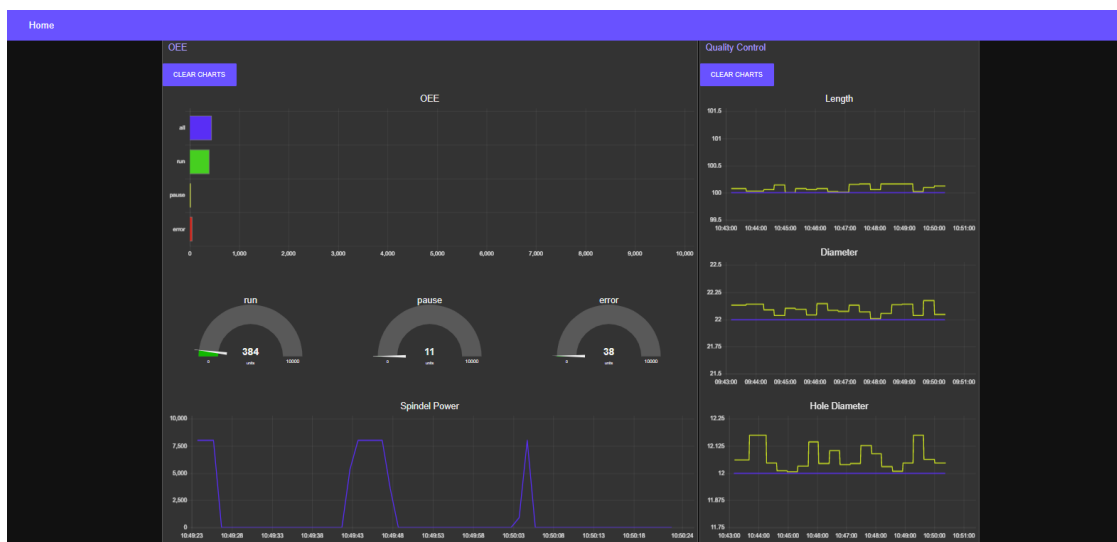 Home
OEE
CLEAR CHARTS
OEE
all
run
pause
error
0 1,000 2,000 3,000 4,000 5,000 6,000 7,000 8,000 9,000 10,000
run pause error
384 11 38
units units units
0 10000 0 10000 0 10000
Spindel Power
10,000
7,500
5,000
2,500
0
10:49:23 10:49:28 10:49:33 10:49:38 10:49:43 10:49:48 10:49:53 10:49:58 10:50:03 10:50:08 10:50:13 10:50:18 10:50:24
Quality Control
CLEAR CHARTS
Length
101.5
101
100.5
100
99.5
10:43:00 10:44:00 10:45:00 10:46:00 10:47:00 10:48:00 10:49:00 10:50:00 10:51:00
Diameter
22.5
22.25
22
21.75
21.5
09:43:00 09:44:00 09:45:00 09:46:00 09:47:00 09:48:00 09:49:00 09:50:00 09:51:00
Hole Diameter
12.25
12.125
12
11.875
11.75
10:43:00 10:44:00 10:45:00 10:46:00 10:47:00 10:48:00 10:49:00 10:50:00 10:51:00